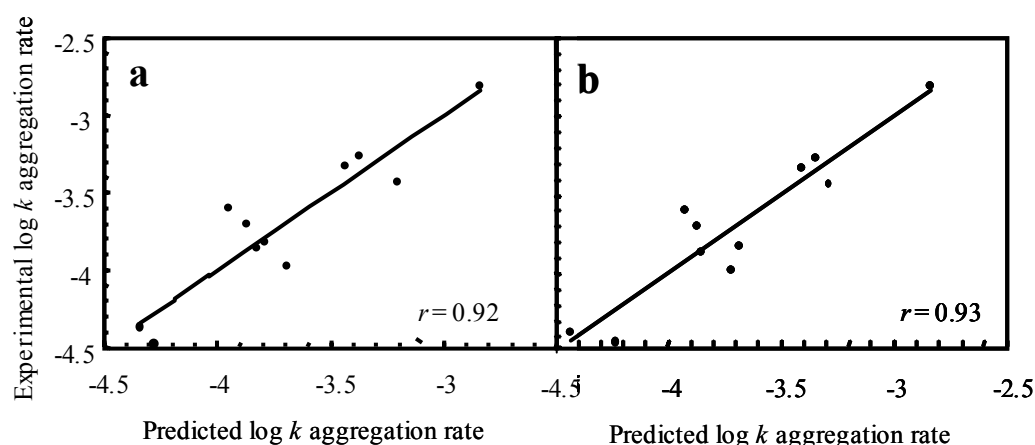 Experimental log k aggregation rate
-2.5
-3
-3.5
-4
-4.5
a
r = 0.92
-4.5
-4
-3.5
-3
Predicted log k aggregation rate
b
r = 0.93
-4.5
-4
-3.5
-3
-2.5
Predicted log k aggregation rate